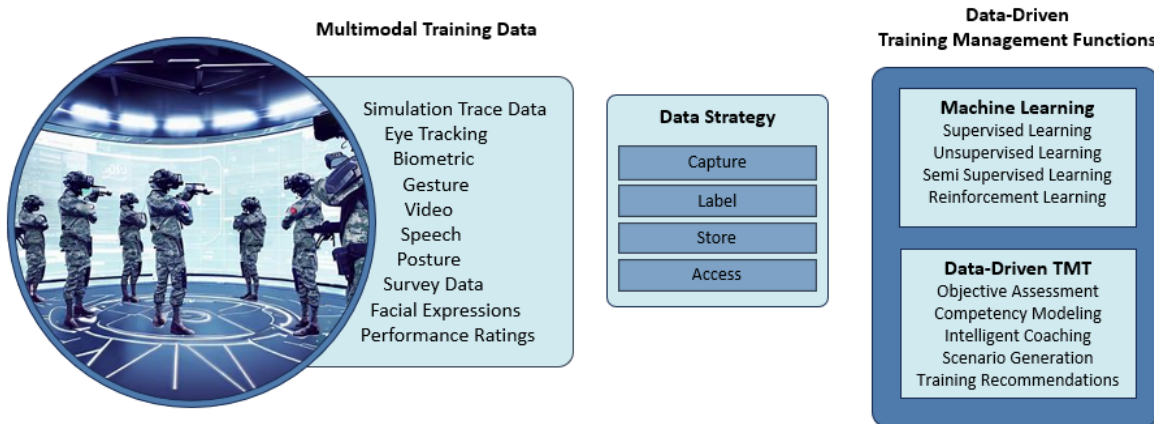 Multimodal Training Data
Simulation Trace Data
Eye Tracking
Biometric
Gesture
Video
Speech
Posture
Survey Data
Facial Expressions
Performance Ratings
Data Strategy
Capture
Label
Store
Access
Data-Driven
Training Management Functions
Machine Learning
Supervised Learning
Unsupervised Learning
Semi Supervised Learning
Reinforcement Learning
Data-Driven TMT
Objective Assessment
Competency Modeling
Intelligent Coaching
Scenario Generation
Training Recommendations